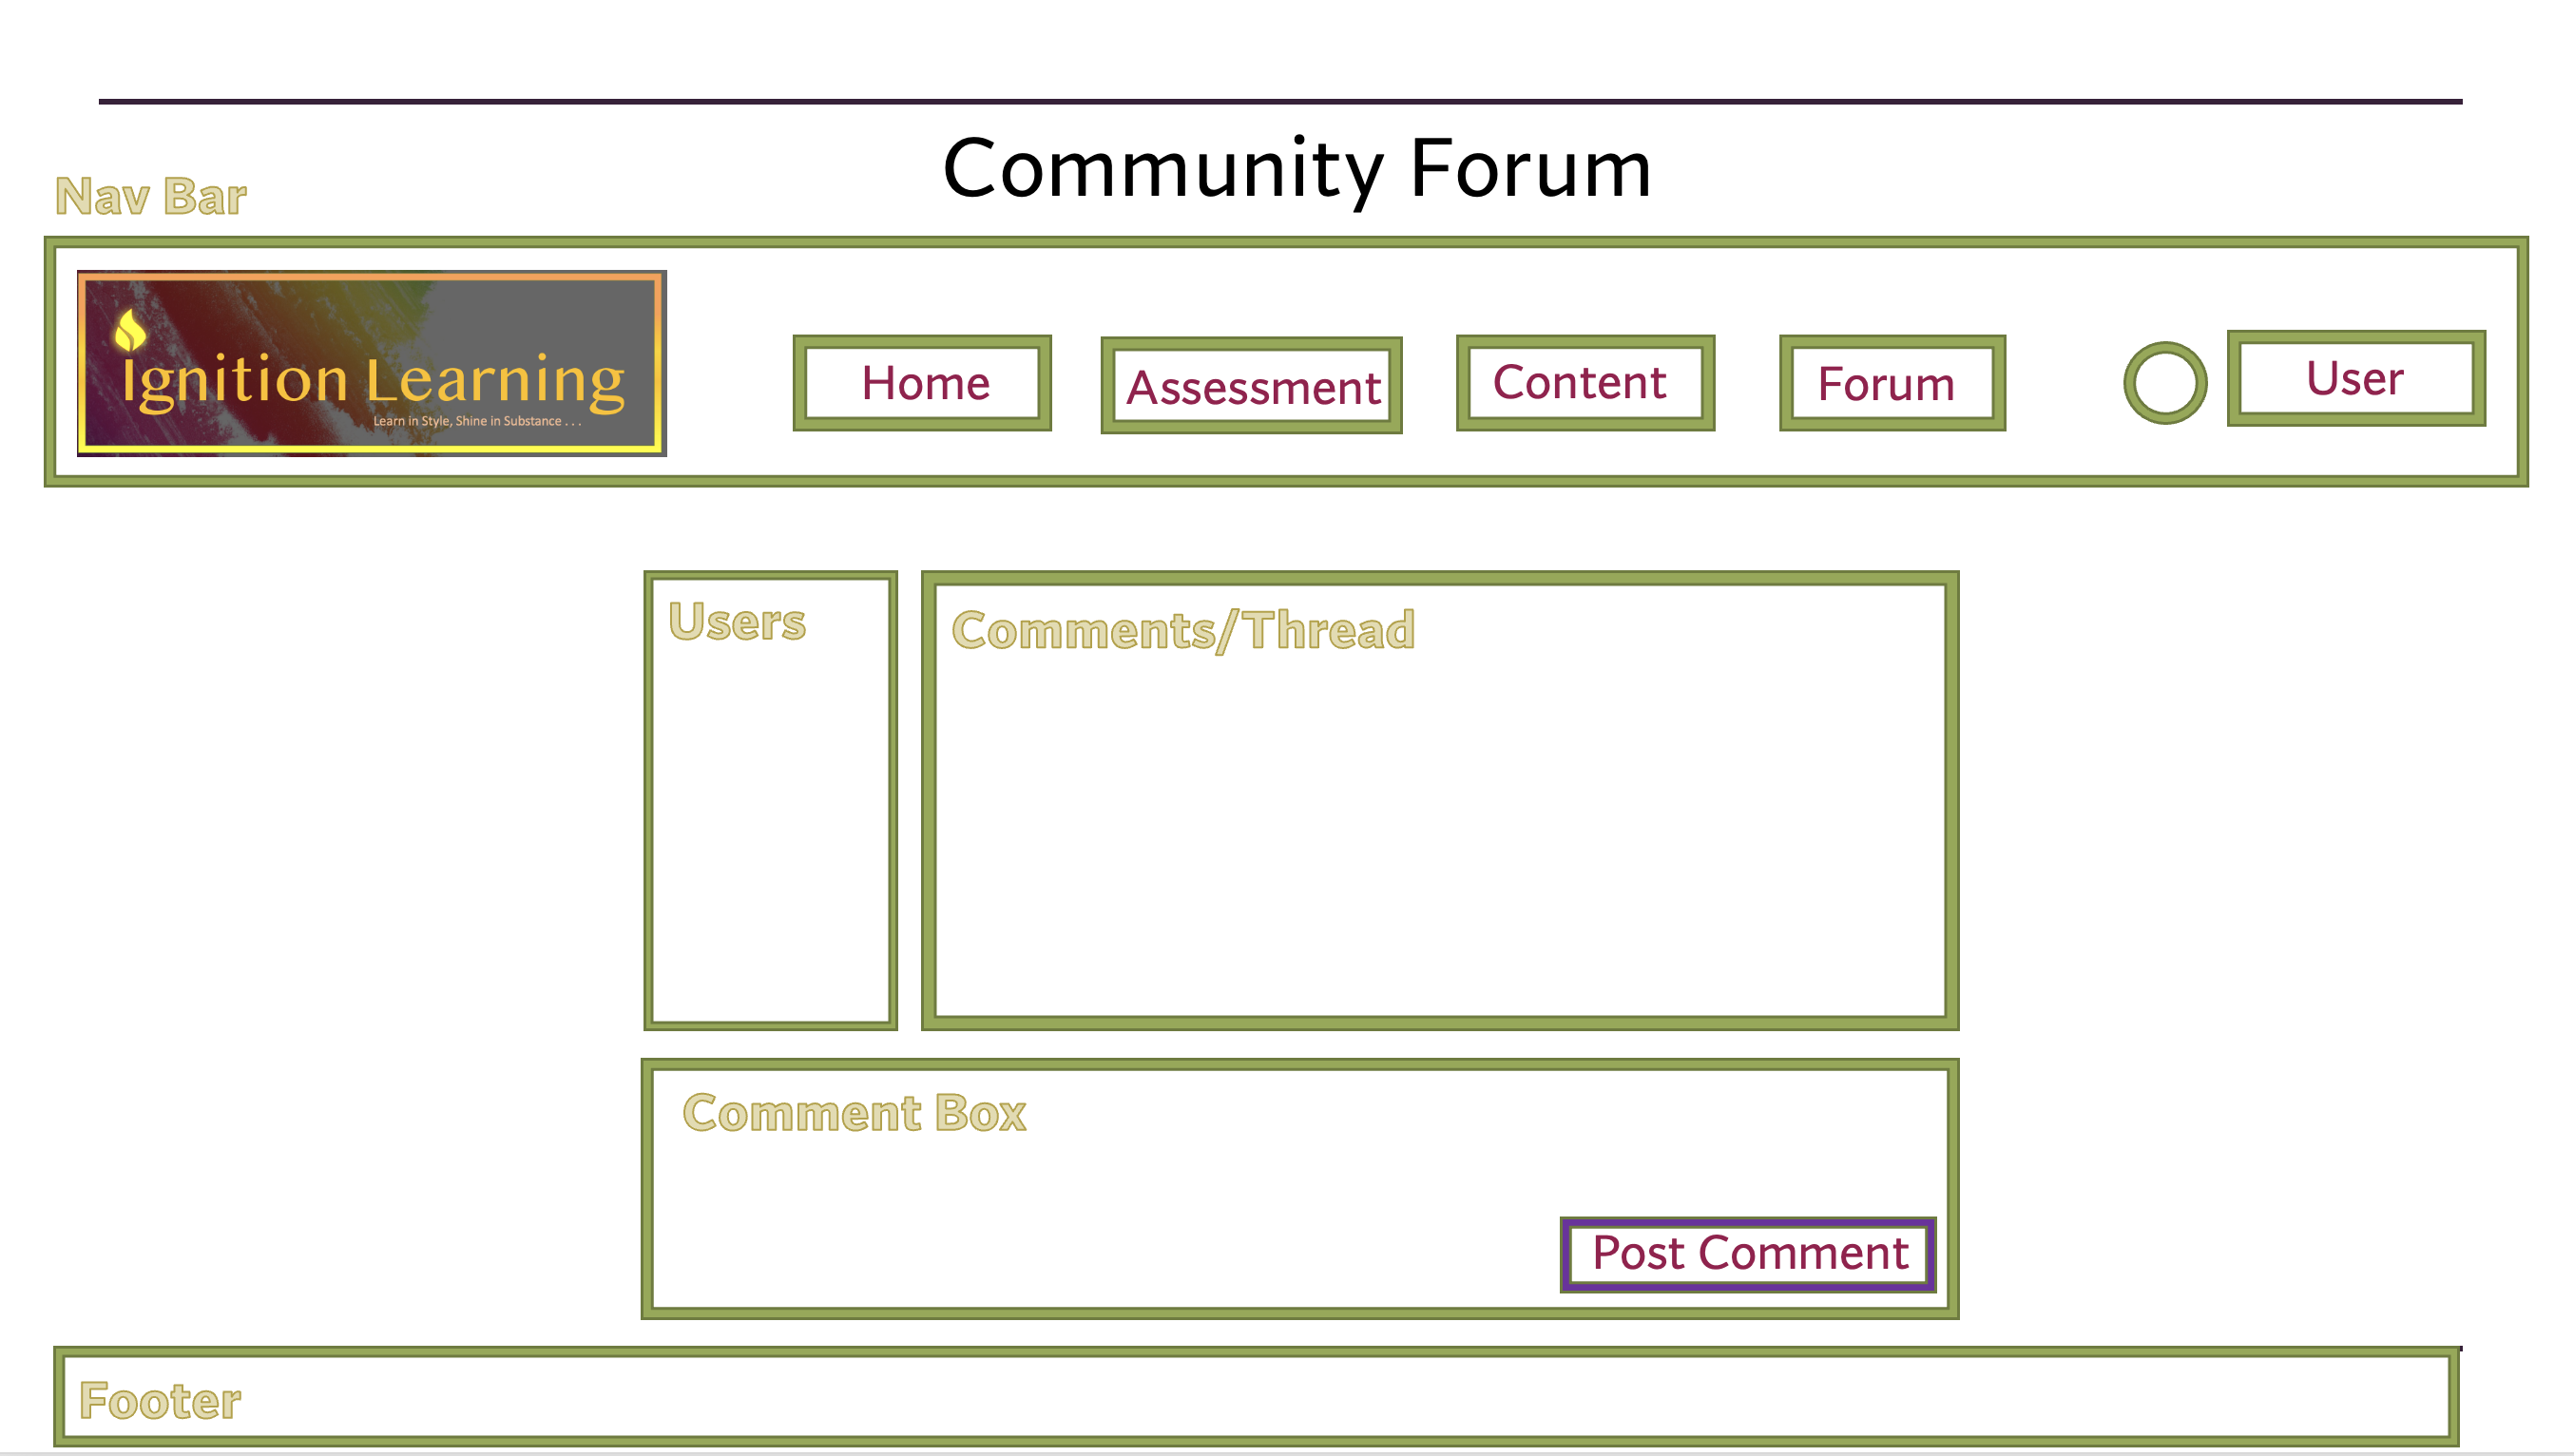 Community Forum
Nav Bar
Ignition Learning
Learn in Style, Shine in Substance . . .
Home
Assessment
Content
Forum
User
Users
Comments/Thread
Comment Box
Post Comment
Footer